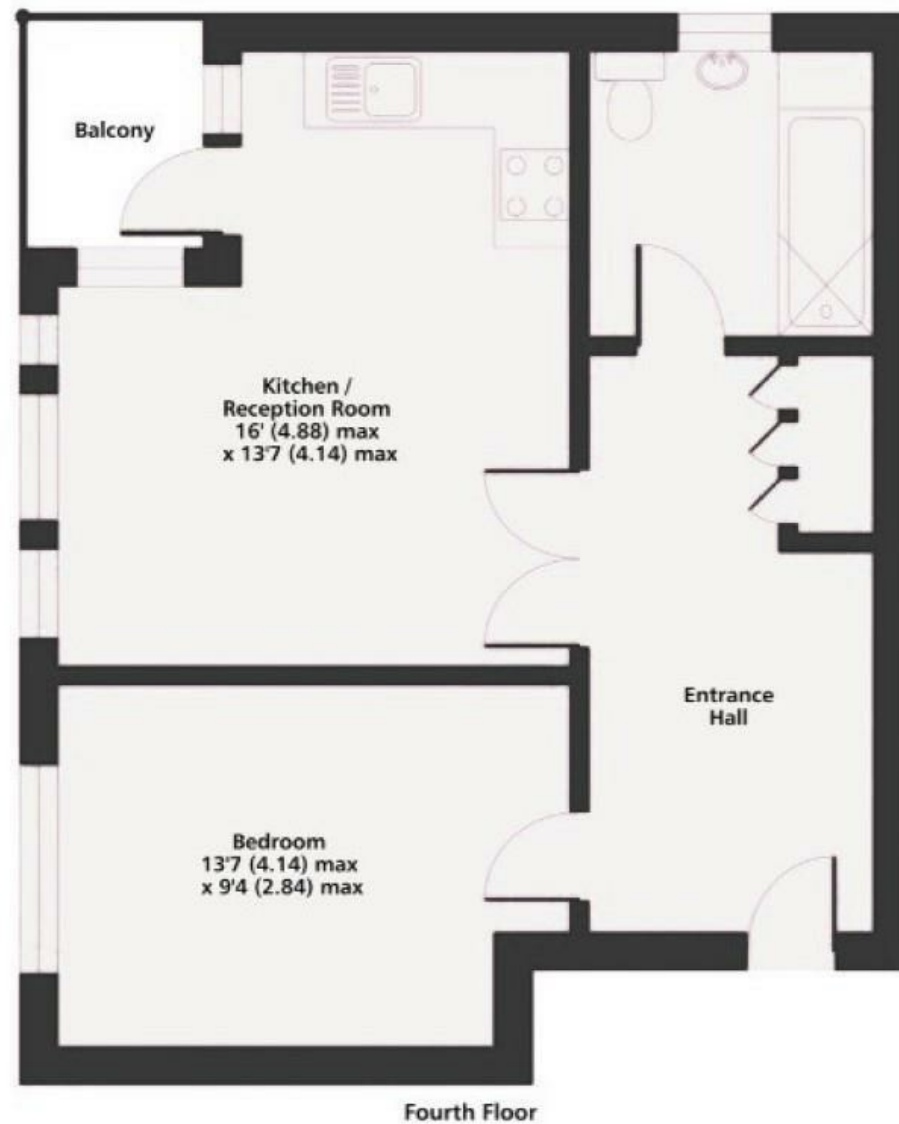 Balcony
Kitchen /
Reception Room
16' (4.88) max
x 13'7 (4.14) max
Entrance
Hall
Bedroom
13'7 (4.14) max
x 9'4 (2.84) max
Fourth Floor